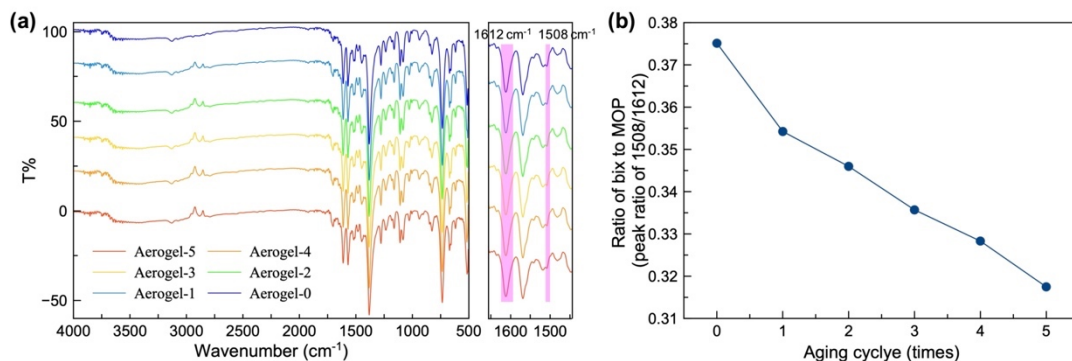 (a)
100
50
0
−50
T%
Aerogel-5
Aerogel-4
Aerogel-3
Aerogel-2
Aerogel-1
Aerogel-0
4000 3500 3000 2500 2000 1500 1000 500
Wavenumber (cm⁻¹)
1612 cm⁻¹ 1508 cm⁻¹
1600 1500
(b)
Ratio of bix to MOP
(peak ratio of 1508/1612)
0.38
0.37
0.36
0.35
0.34
0.33
0.32
0.31
0 1 2 3 4 5
Aging cyclye (times)